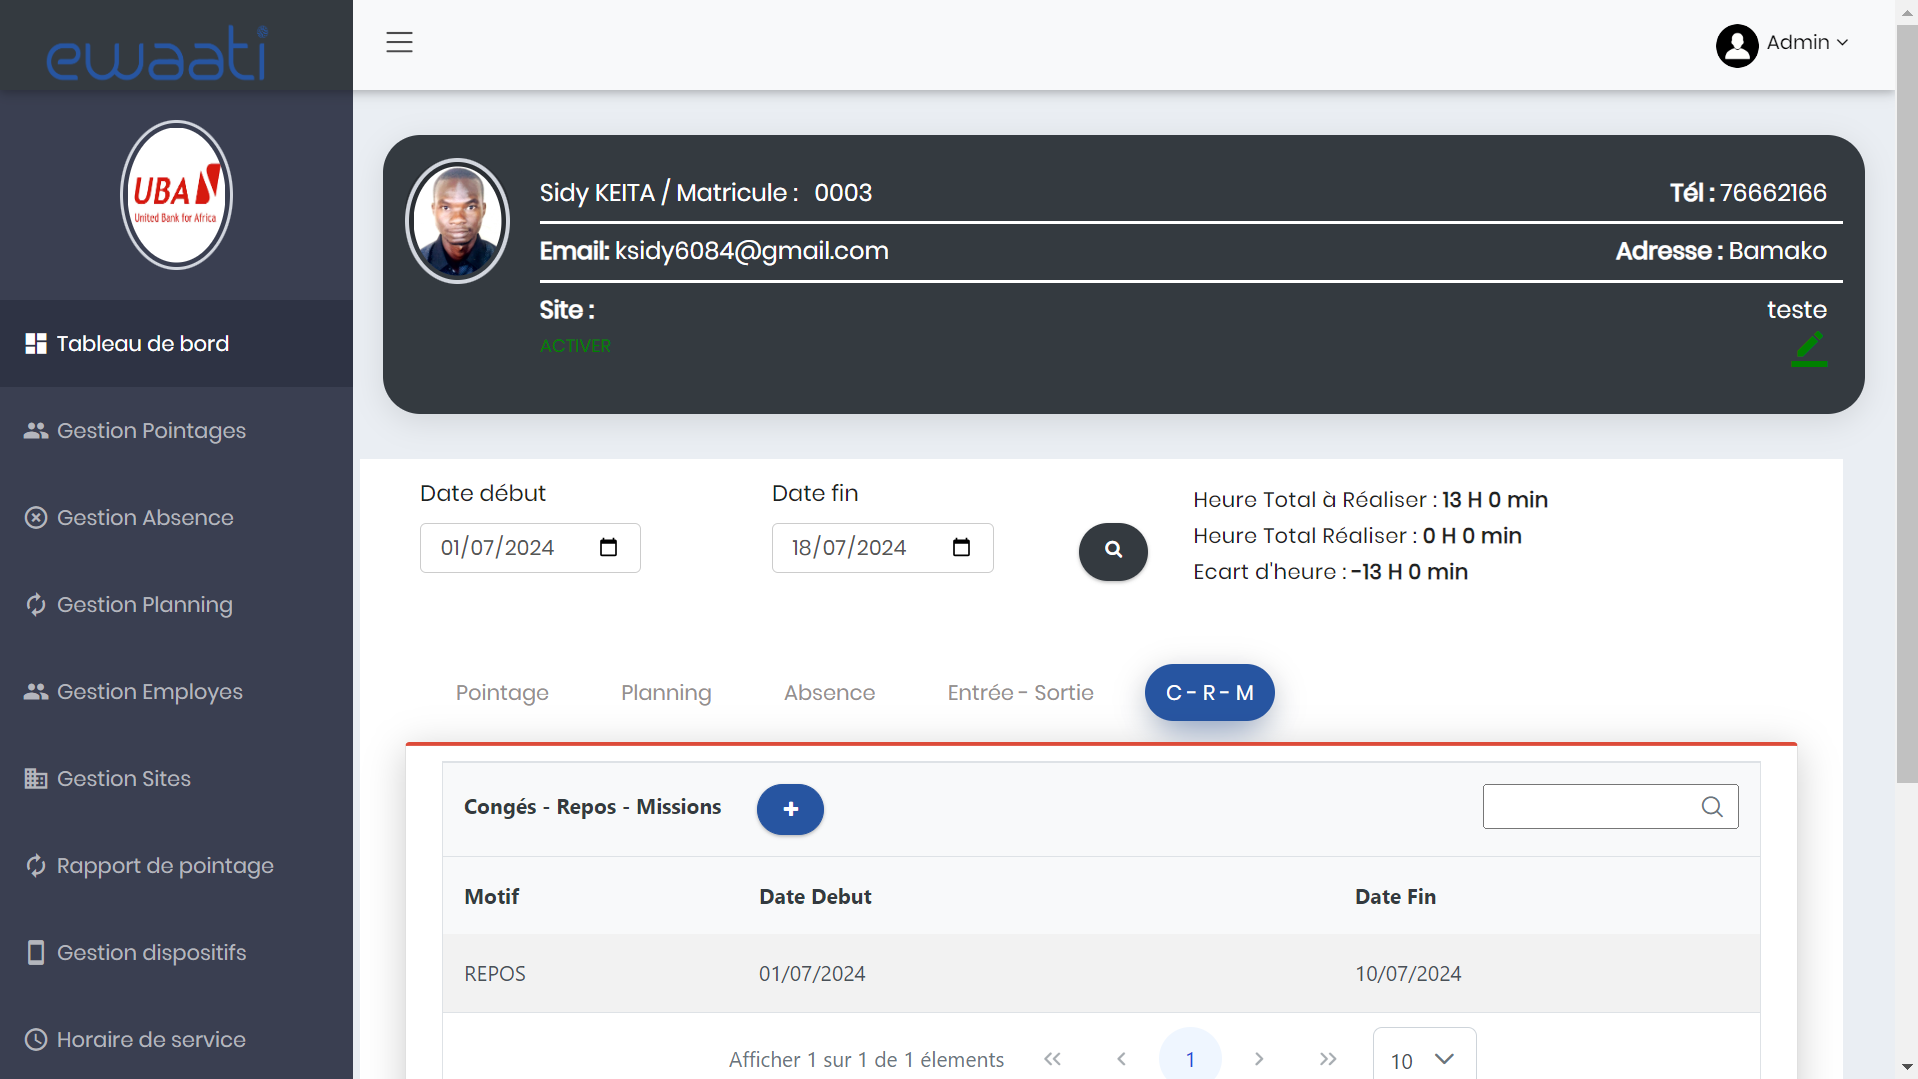 ewaati
Admin
UBA
United Bank for Africa
Sidy KEITA / Matricule : 0003
Tél : 76662166
Email: ksidy6084@gmail.com
Adresse : Bamako
Site :
teste
ACTIVER
Tableau de bord
Gestion Pointages
Gestion Absence
Gestion Planning
Gestion Employes
Gestion Sites
Rapport de pointage
Gestion dispositifs
Horaire de service
Date début
Date fin
01/07/2024
18/07/2024
Heure Total à Réaliser : 13 H 0 min
Heure Total Réaliser : 0 H 0 min
Ecart d'heure : -13 H 0 min
Pointage
Planning
Absence
Entrée - Sortie
C - R - M
Congés - Repos - Missions
+
Motif
Date Debut
Date Fin
REPOS
01/07/2024
10/07/2024
Afficher 1 sur 1 de 1 élements
1
10